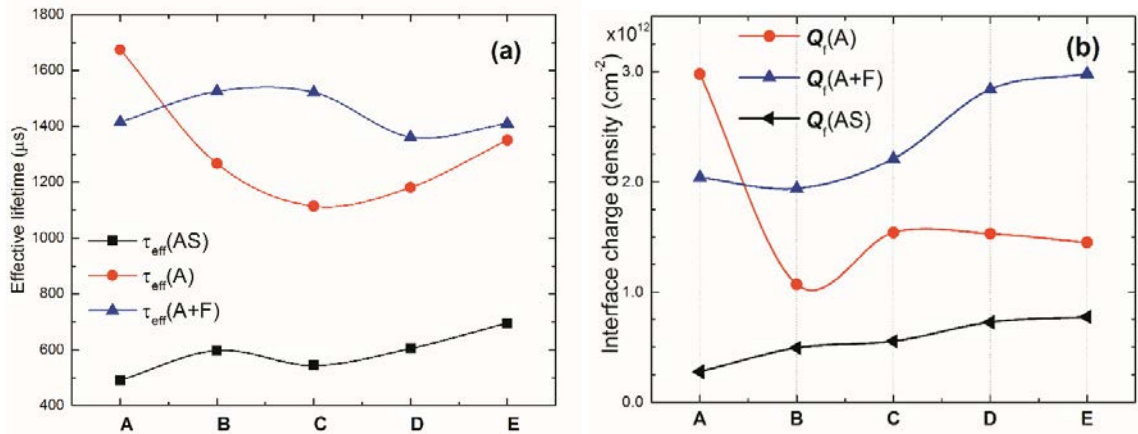 1800
1600
1400
1200
1000
800
600
400
Effective lifetime (μs)
(a)
τeff(AS)
τeff(A)
τeff(A+F)
A B C D E
x10¹²
3.0
2.0
1.0
0.0
Interface charge density (cm⁻²)
(b)
Qf(A)
Qf(A+F)
Qf(AS)
A B C D E